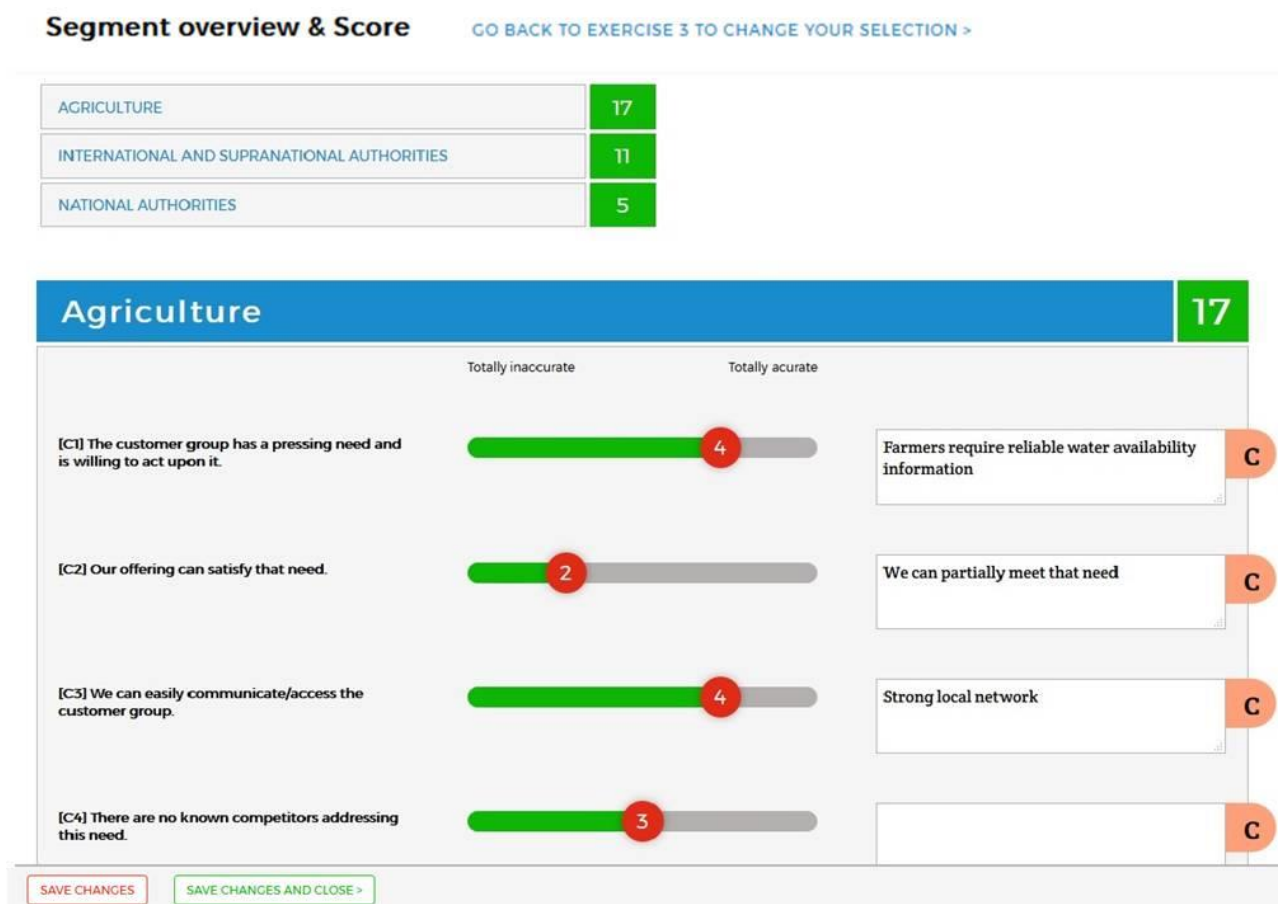 Segment overview & Score
GO BACK TO EXERCISE 3 TO CHANGE YOUR SELECTION >
AGRICULTURE
17
INTERNATIONAL AND SUPRANATIONAL AUTHORITIES
11
NATIONAL AUTHORITIES
5
Agriculture
17
Totally inaccurate
Totally acurate
[C1] The customer group has a pressing need and
is willing to act upon it.
4
Farmers require reliable water availability
information
C
[C2] Our offering can satisfy that need.
2
We can partially meet that need
C
[C3] We can easily communicate/access the
customer group.
4
Strong local network
C
[C4] There are no known competitors addressing
this need.
3
C
SAVE CHANGES
SAVE CHANGES AND CLOSE >